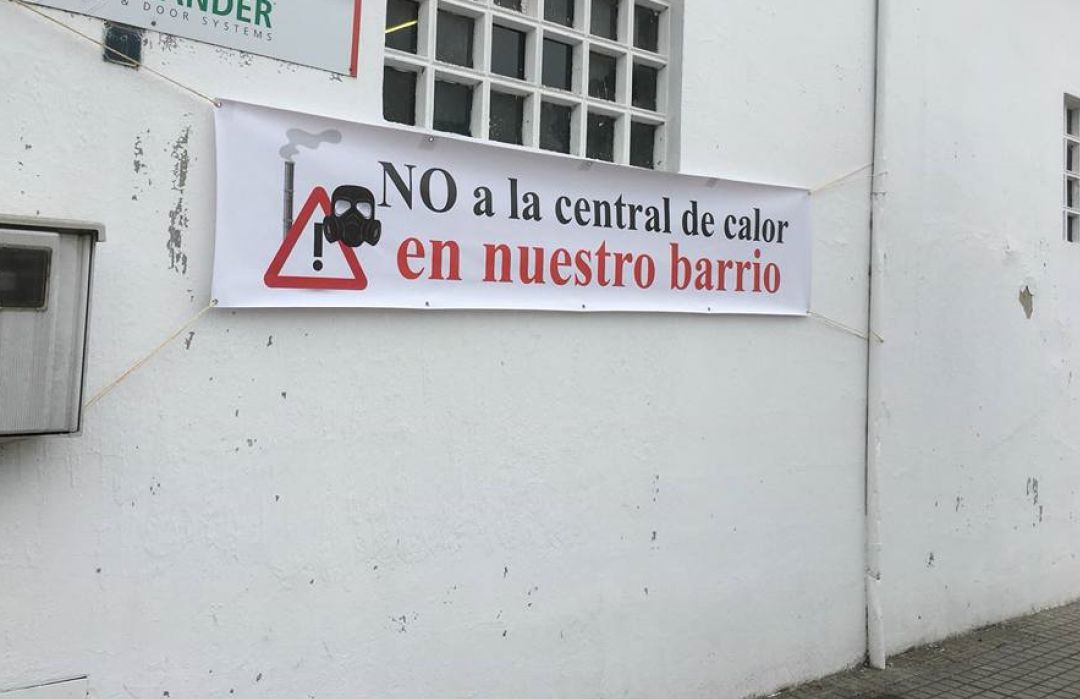 & DOOR SYSTEMS
NO a la central de calor
en nuestro barrio